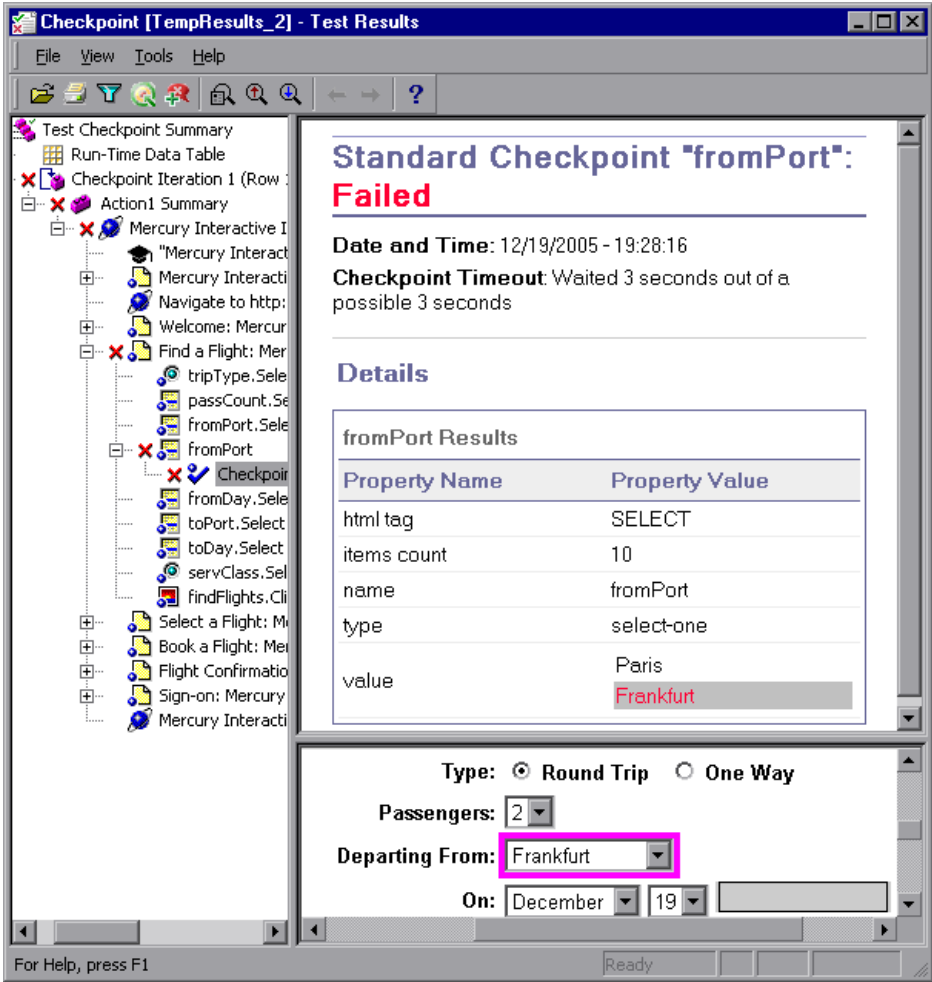 Checkpoint [TempResults_2] - Test Results
File View Tools Help
Test Checkpoint Summary
Run-Time Data Table
Checkpoint Iteration 1 (Row
Action1 Summary
Mercury Interactive I
"Mercury Interact
Mercury Interacti
Navigate to http:
Welcome: Mercur
Find a Flight: Mer
tripType.Sele
passCount.Se
fromPort.Sele
fromPort
Checkpoin
fromDay.Sele
toPort.Select
toDay.Select
servClass.Sel
findFlights.Cli
Select a Flight: M
Book a Flight: Mer
Flight Confirmatio
Sign-on: Mercury
Mercury Interacti
Standard Checkpoint "fromPort":
Failed
Date and Time: 12/19/2005 - 19:28:16
Checkpoint Timeout: Waited 3 seconds out of a
possible 3 seconds
Details
fromPort Results
Property Name Property Value
html tag SELECT
items count 10
name fromPort
type select-one
value Paris
Frankfurt
Type: Round Trip One Way
Passengers: 2
Departing From: Frankfurt
On: December 19
For Help, press F1
Ready